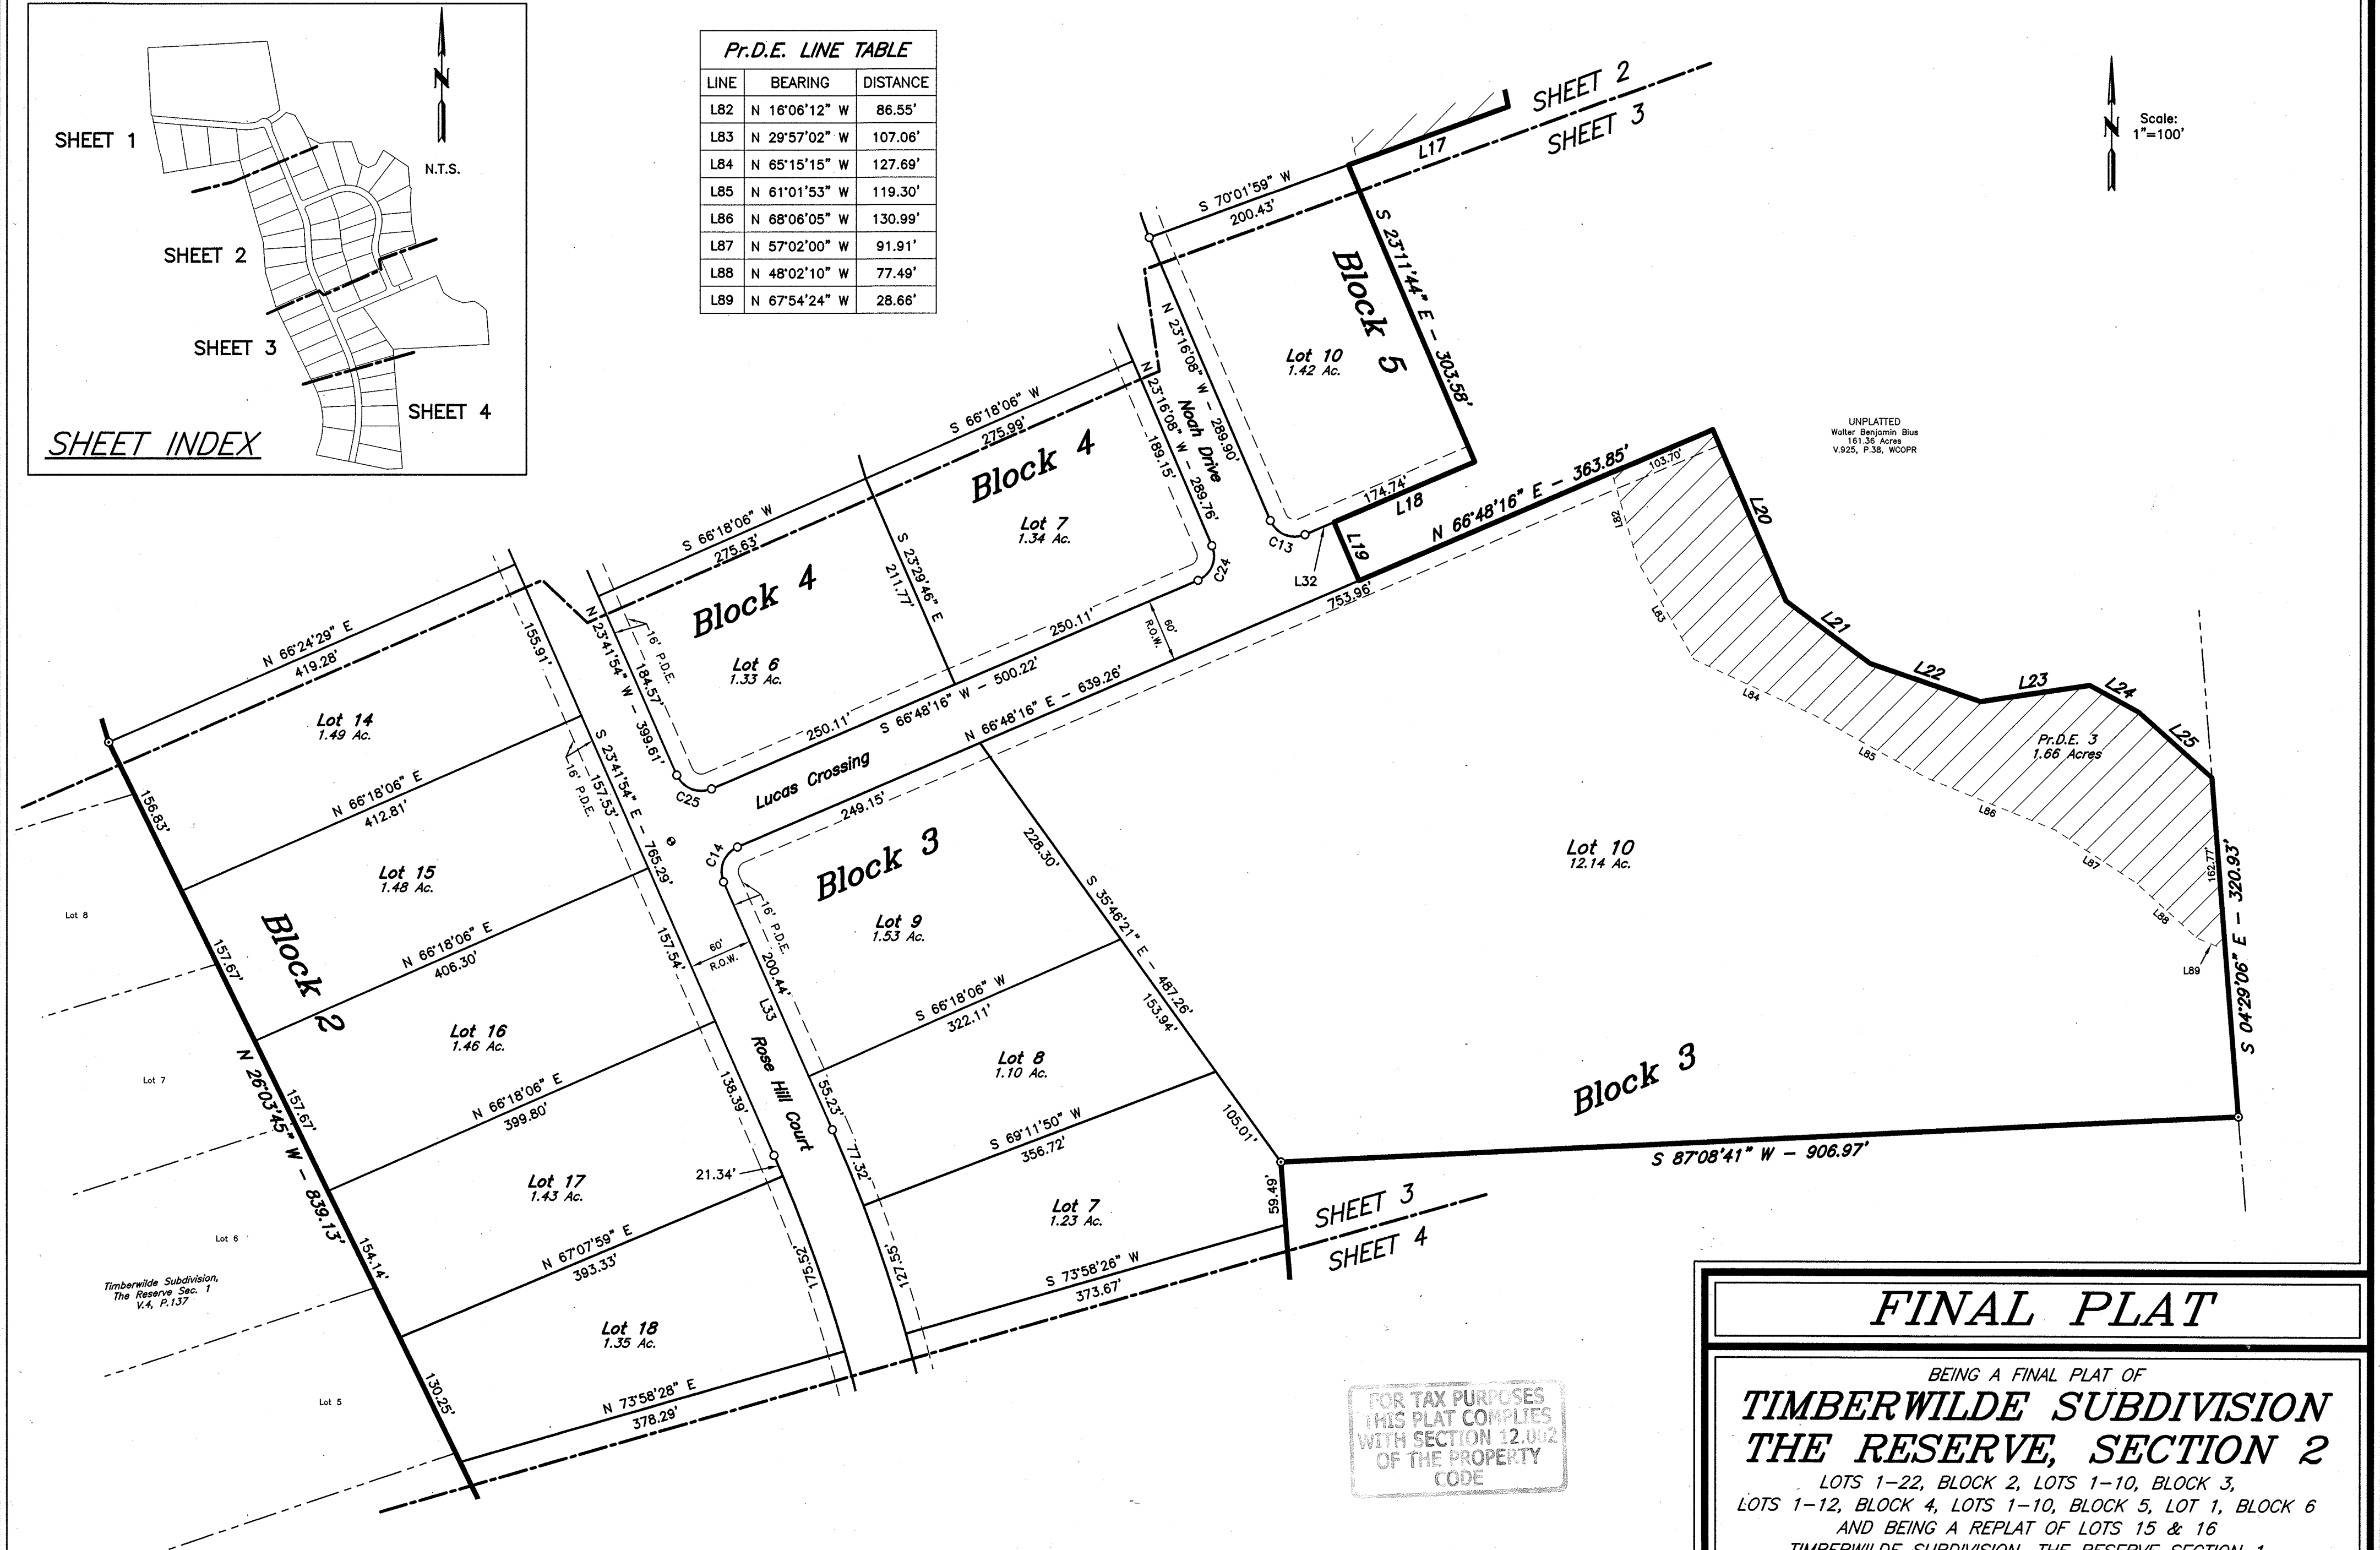 SHEET 1
SHEET 2
SHEET 3
SHEET 4
N
N.T.S.
SHEET INDEX
Pr.D.E. LINE TABLE
LINE BEARING DISTANCE
L82 N 16°06'12" W 86.55'
L83 N 29°57'02" W 107.06'
L84 N 65°15'15" W 127.69'
L85 N 61°01'53" W 119.30'
L86 N 68°06'05" W 130.99'
L87 N 57°02'00" W 91.91'
L88 N 48°02'10" W 77.49'
L89 N 67°54'24" W 28.66'
SHEET 2
SHEET 3
N
Scale:
1"=100'
L17
S 70°01'59" W
200.43'
S 23°11'44" E - 303.58'
Block 5
Lot 10
1.42 Ac.
N 23°16'08" W - 289.90'
Noah Drive
N 23°16'08" W - 289.76'
189.15'
174.74'
L18
L19
L32
C13
C24
N 66°48'16" E - 363.85'
103.70'
753.96'
UNPLATTED
Walter Benjamin Bius
161.36 Acres
V.925, P.38, WCOPR
L20
L21
L22
L23
L24
L25
L82
L83
L84
L85
L86
L87
L88
L89
Pr.D.E. 3
1.66 Acres
162.77'
S 04°29'06" E - 320.93'
S 66°18'06" W
275.99'
Block 4
Lot 7
1.34 Ac.
S 23°29'46" E
211.77'
S 66°18'06" W
275.63'
Block 4
Lot 6
1.33 Ac.
16' P.D.E.
N 23°41'54" W - 399.61'
184.57'
250.11'
250.11'
S 66°48'16" W - 500.22'
60'
R.O.W.
N 66°48'16" E - 639.26'
Lucas Crossing
C25
C14
249.15'
N 66°24'29" E
419.28'
155.91'
Lot 14
1.49 Ac.
156.83'
N 66°18'06" E
412.81'
16' P.D.E.
157.53'
S 23°41'54" E - 765.29'
Lot 15
1.48 Ac.
157.67'
Block 2
N 66°18'06" E
406.30'
157.54'
Lot 16
1.46 Ac.
157.67'
N 26°03'45" W - 839.13'
N 66°18'06" E
399.80'
138.39'
Lot 17
1.43 Ac.
21.34'
154.14'
N 67°07'59" E
393.33'
175.52'
Lot 18
1.35 Ac.
130.25'
N 73°58'28" E
378.29'
Lot 8
Lot 7
Lot 6
Lot 5
Timberwilde Subdivision,
The Reserve Sec. 1
V.4, P.137
Block 3
Lot 9
1.53 Ac.
16' P.D.E.
60'
R.O.W.
200.44'
L33
Rose Hill Court
228.30'
S 35°46'21" E - 487.26'
153.94'
105.01'
S 66°18'06" W
322.11'
Lot 8
1.10 Ac.
55.23'
77.32'
S 69°11'50" W
356.72'
Lot 7
1.23 Ac.
127.55'
59.49'
S 73°58'26" W
373.67'
Lot 10
12.14 Ac.
Block 3
S 87°08'41" W - 906.97'
SHEET 3
SHEET 4
FOR TAX PURPOSES
THIS PLAT COMPLIES
WITH SECTION 12.002
OF THE PROPERTY
CODE
FINAL PLAT
BEING A FINAL PLAT OF
TIMBERWILDE SUBDIVISION
THE RESERVE, SECTION 2
LOTS 1-22, BLOCK 2, LOTS 1-10, BLOCK 3,
LOTS 1-12, BLOCK 4, LOTS 1-10, BLOCK 5, LOT 1, BLOCK 6
AND BEING A REPLAT OF LOTS 15 & 16
TIMBERWILDE SUBDIVISION, THE RESERVE SECTION 1